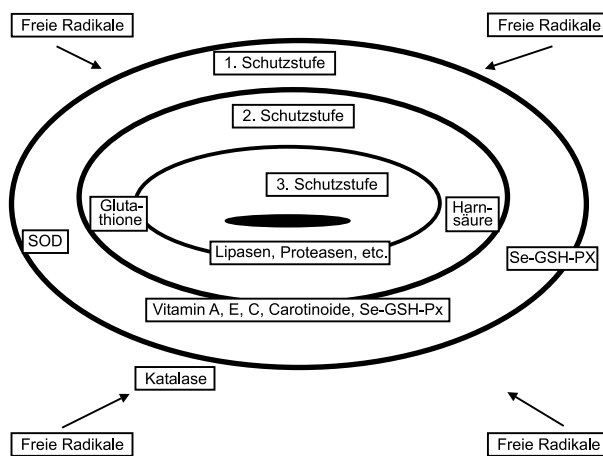 Freie Radikale
Freie Radikale
1. Schutzstufe
2. Schutzstufe
3. Schutzstufe
Gluta-
thione
Harn-
säure
SOD
Lipasen, Proteasen, etc.
Se-GSH-PX
Vitamin A, E, C, Carotinoide, Se-GSH-Px
Katalase
Freie Radikale
Freie Radikale